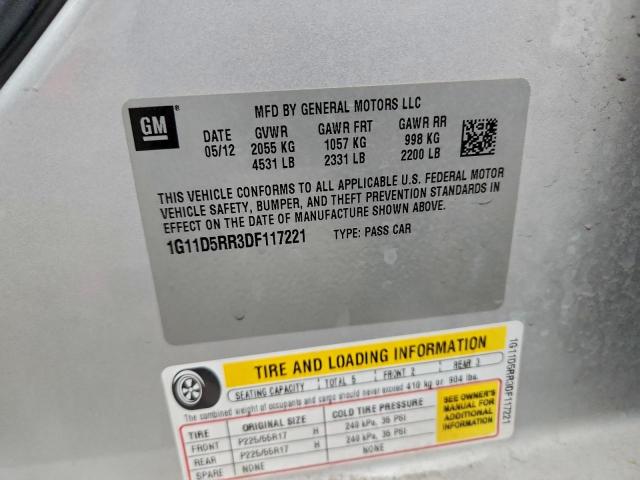 GM
MFD BY GENERAL MOTORS LLC
DATE GVWR GAWR FRT GAWR RR
05/12 2055 KG 1057 KG 998 KG
4531 LB 2331 LB 2200 LB
THIS VEHICLE CONFORMS TO ALL APPLICABLE U.S. FEDERAL MOTOR
VEHICLE SAFETY, BUMPER, AND THEFT PREVENTION STANDARDS IN
EFFECT ON THE DATE OF MANUFACTURE SHOWN ABOVE.
1G11D5RR3DF117221 TYPE: PASS CAR
TIRE AND LOADING INFORMATION
SEATING CAPACITY TOTAL 5 FRONT 2 REAR 3
The combined weight of occupants and cargo should never exceed 410 kg or 904 lbs.
TIRE ORIGINAL SIZE COLD TIRE PRESSURE
FRONT P225/55R17 H 240 kPa, 35 PSI
REAR P225/55R17 H 240 kPa, 35 PSI
SPARE NONE NONE
SEE OWNER'S
MANUAL FOR
ADDITIONAL
INFORMATION
1G11D5RR3DF117221